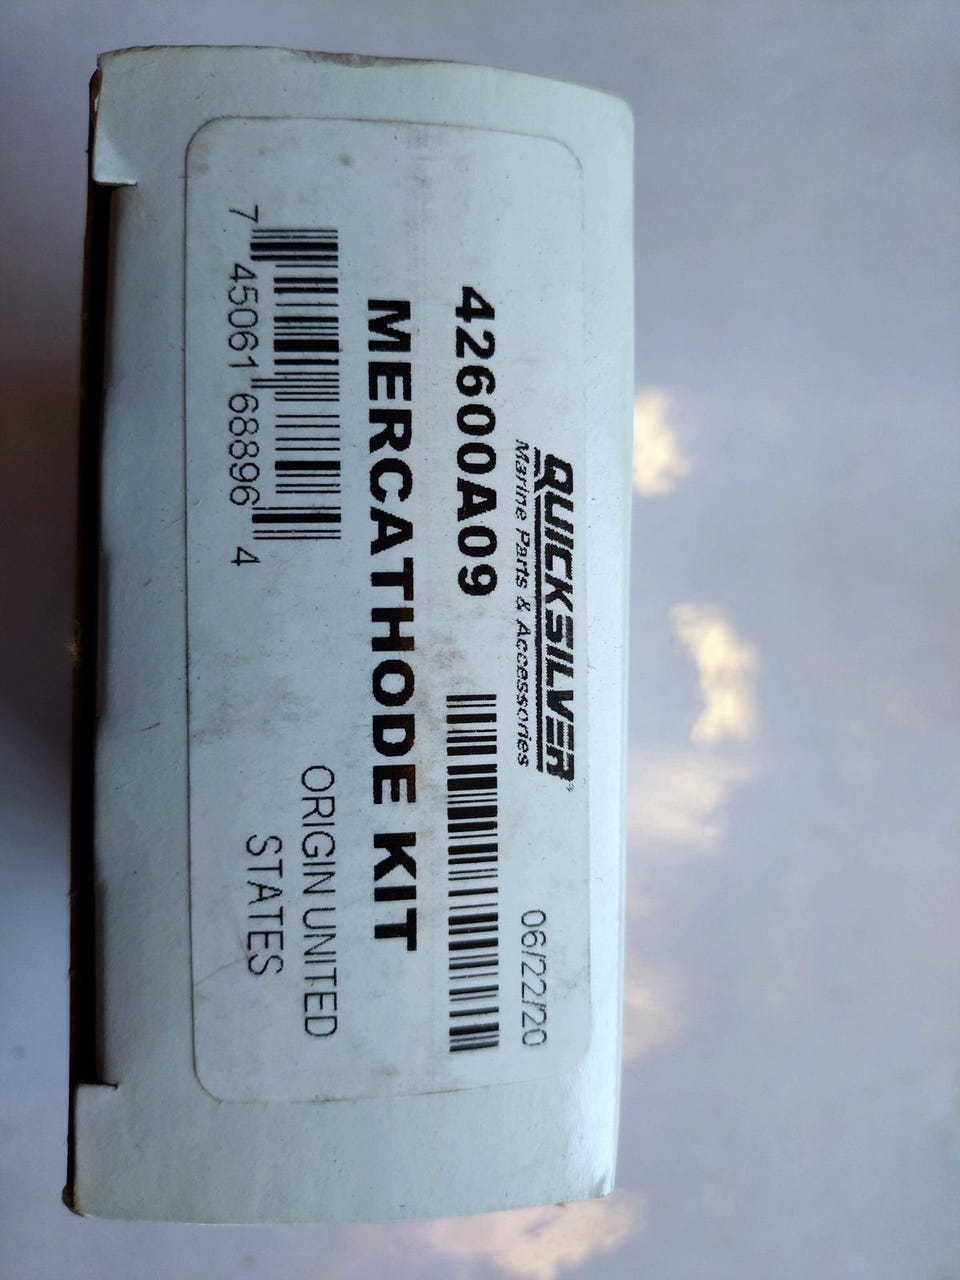 QUICKSILVER
Marine Parts & Accessories
06/22/20
42600A09
MERCATHODE KIT
7 45061 68896 4
ORIGIN UNITED
STATES